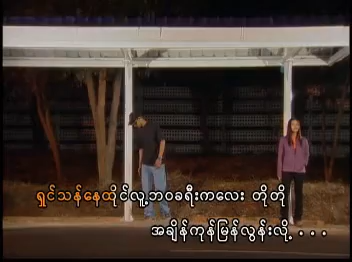 ရှင်သန်နေထိုင်လူ့ဘဝခရီးကလေး တိုတို
အချိန်ကုန်မြန်လွန်းလို့ . . .